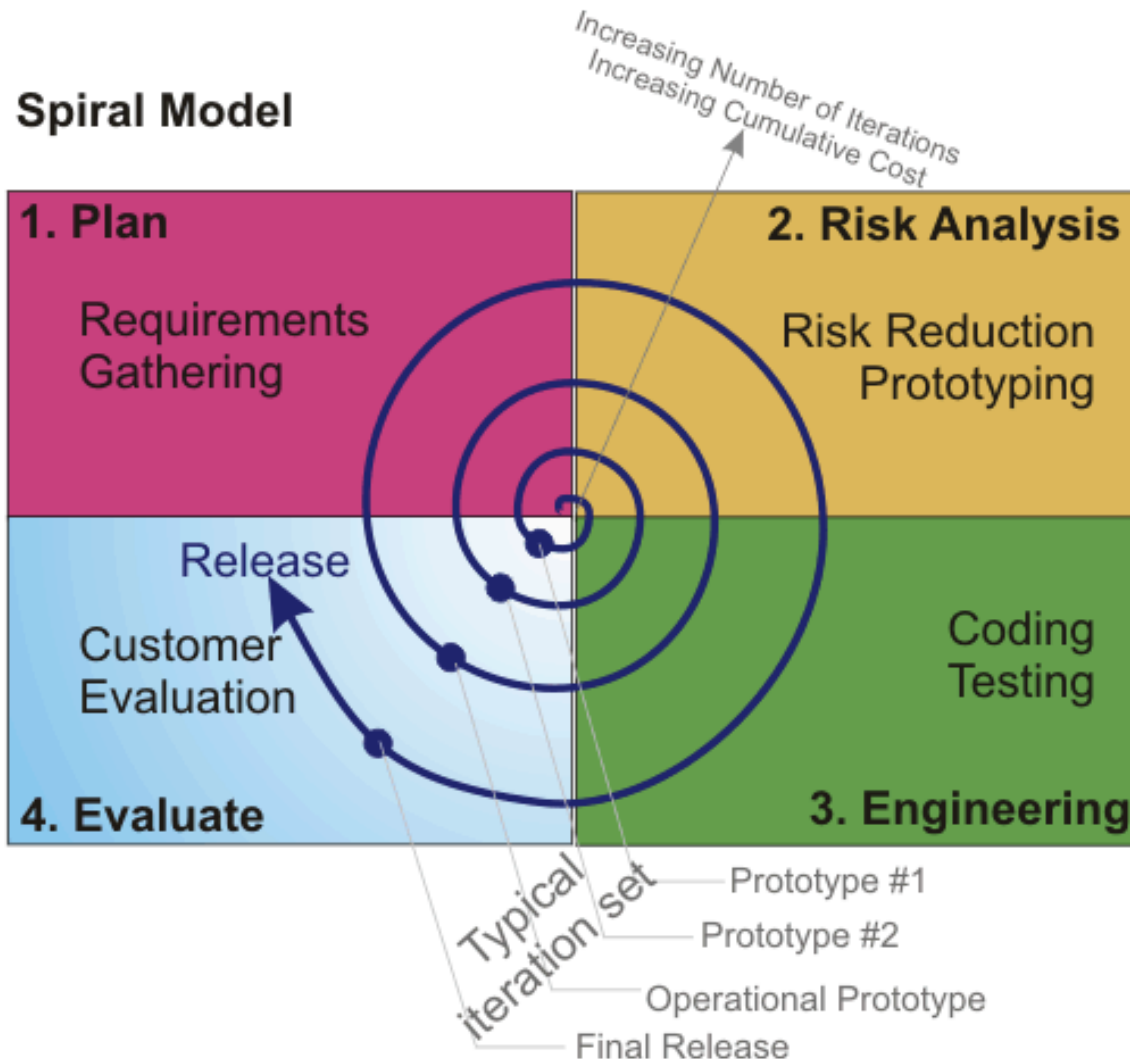 Increasing Number of Iterations
Increasing Cumulative Cost
Spiral Model
1. Plan
2. Risk Analysis
Requirements
Gathering
Risk Reduction
Prototyping
Release
Customer
Evaluation
Coding
Testing
4. Evaluate
3. Engineering
Typical
iteration set
Prototype #1
Prototype #2
Operational Prototype
Final Release